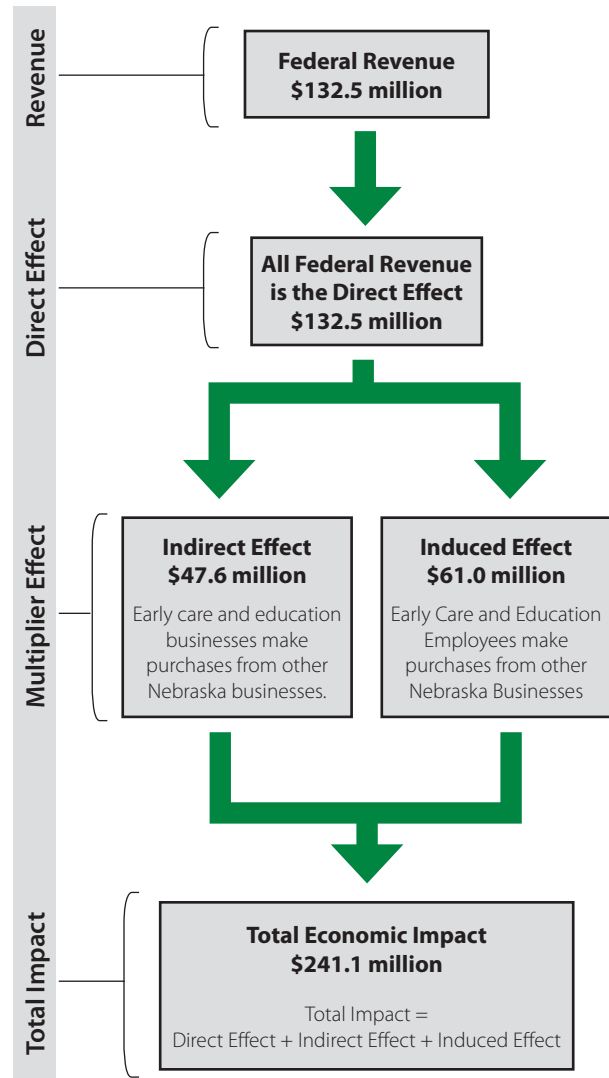 Revenue
Federal Revenue
$132.5 million
Direct Effect
All Federal Revenue
is the Direct Effect
$132.5 million
Multiplier Effect
Indirect Effect
$47.6 million
Early care and education
businesses make
purchases from other
Nebraska businesses.
Induced Effect
$61.0 million
Early Care and Education
Employees make
purchases from other
Nebraska Businesses
Total Impact
Total Economic Impact
$241.1 million
Total Impact =
Direct Effect + Indirect Effect + Induced Effect